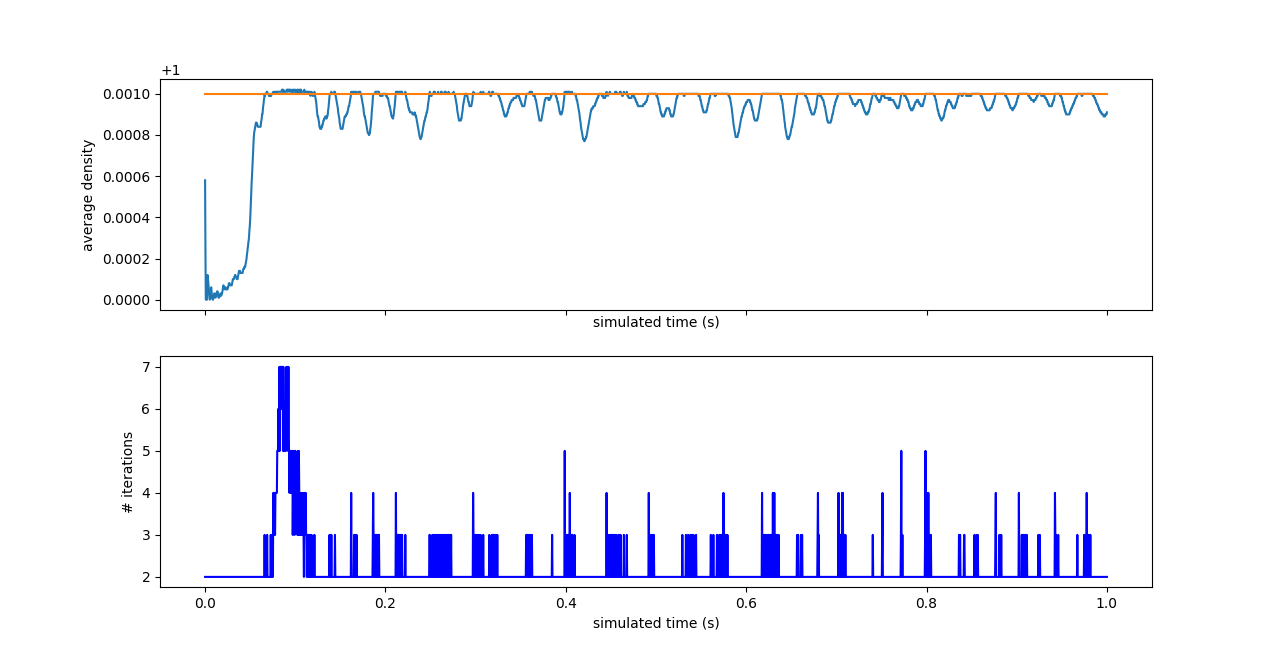 +1
0.0010
0.0008
0.0006
0.0004
0.0002
0.0000
average density
simulated time (s)
7
6
5
4
3
2
# iterations
0.0 0.2 0.4 0.6 0.8 1.0
simulated time (s)